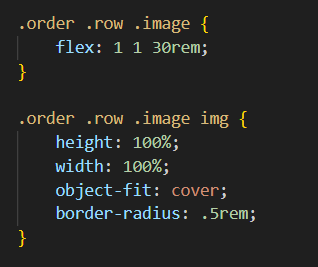 .order .row .image {
    flex: 1 1 30rem;
}

.order .row .image img {
    height: 100%;
    width: 100%;
    object-fit: cover;
    border-radius: .5rem;
}